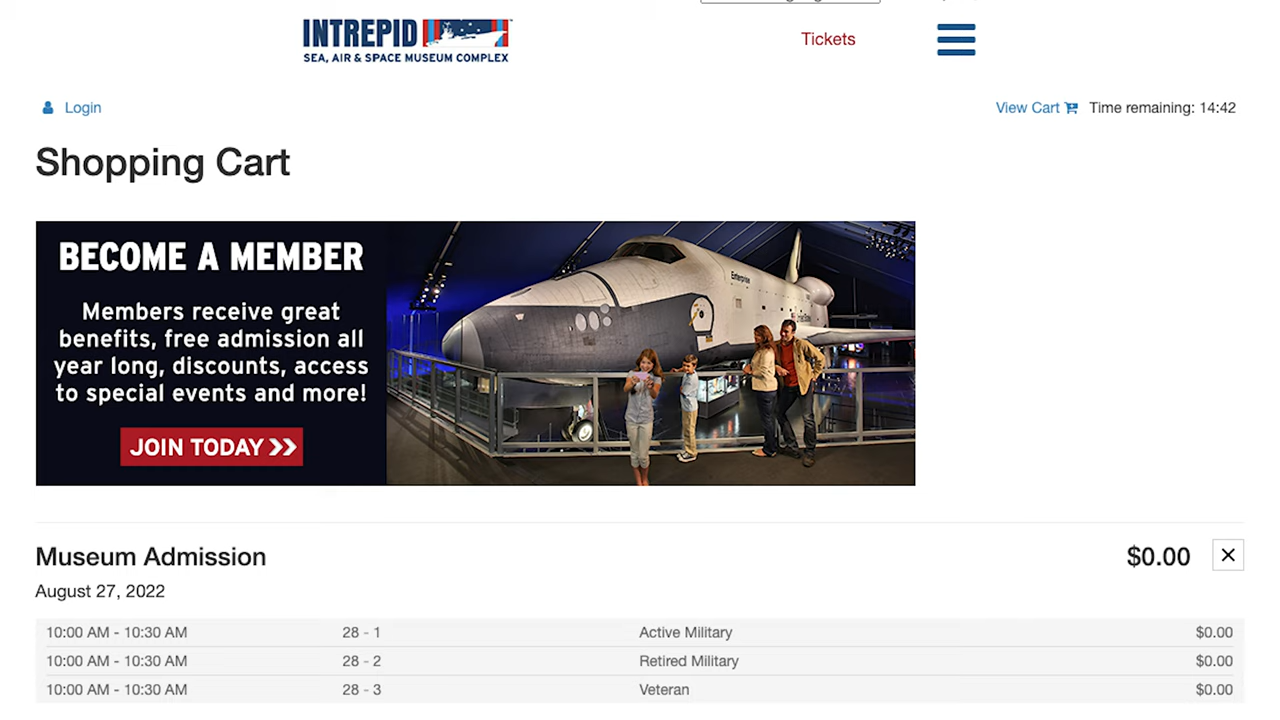 INTREPID
SEA, AIR & SPACE MUSEUM COMPLEX
Tickets
Login
View Cart Time remaining: 14:42
Shopping Cart
BECOME A MEMBER
Members receive great
benefits, free admission all
year long, discounts, access
to special events and more!
JOIN TODAY
Enterprise
Museum Admission $0.00
August 27, 2022
10:00 AM - 10:30 AM 28 - 1 Active Military $0.00
10:00 AM - 10:30 AM 28 - 2 Retired Military $0.00
10:00 AM - 10:30 AM 28 - 3 Veteran $0.00